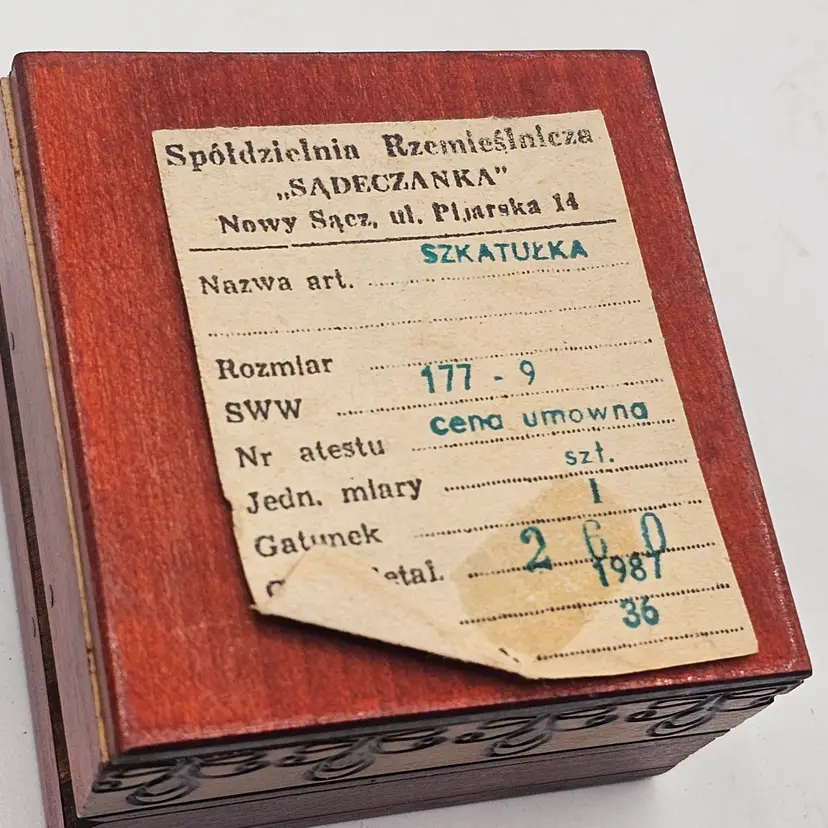 Spółdzielnia Rzemieślnicza
„SĄDECZANKA”
Nowy Sącz, ul. Pijarska 14
Nazwa art. SZKATUŁKA
Rozmiar
SWW 177 - 9
Nr atestu cena umowna
Jedn. miary szt.
Gatunek I
etal. 2 6 0
1987
36